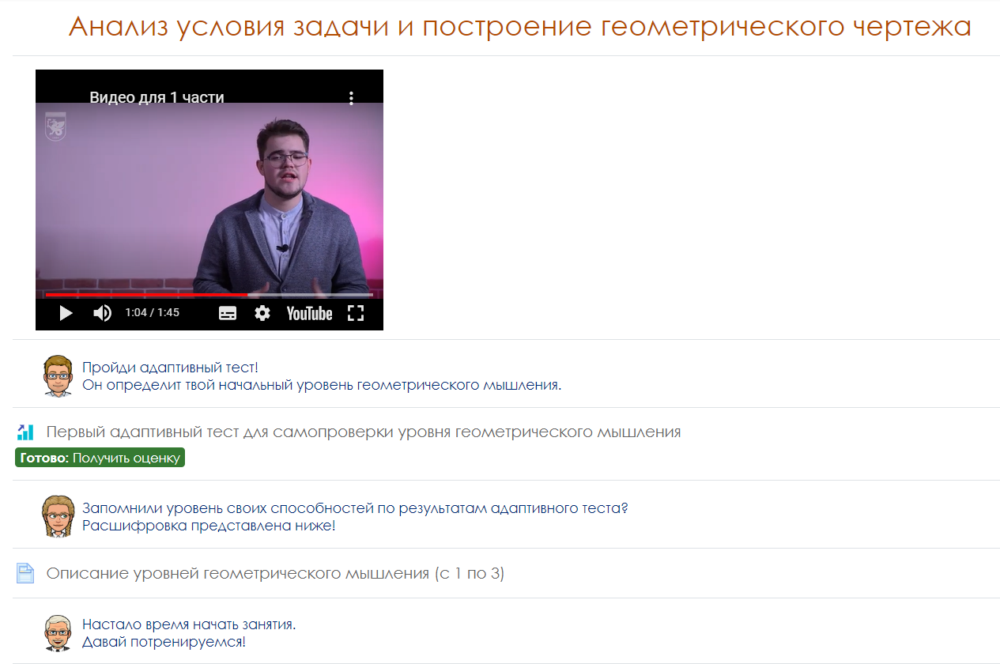 Анализ условия задачи и построение геометрического чертежа
Видео для 1 части
1:04 / 1:45
YouTube
Пройди адаптивный тест!
Он определит твой начальный уровень геометрического мышления.
Первый адаптивный тест для самопроверки уровня геометрического мышления
Готово: Получить оценку
Запомнили уровень своих способностей по результатам адаптивного теста?
Расшифровка представлена ниже!
Описание уровней геометрического мышления (с 1 по 3)
Настало время начать занятия.
Давай потренируемся!